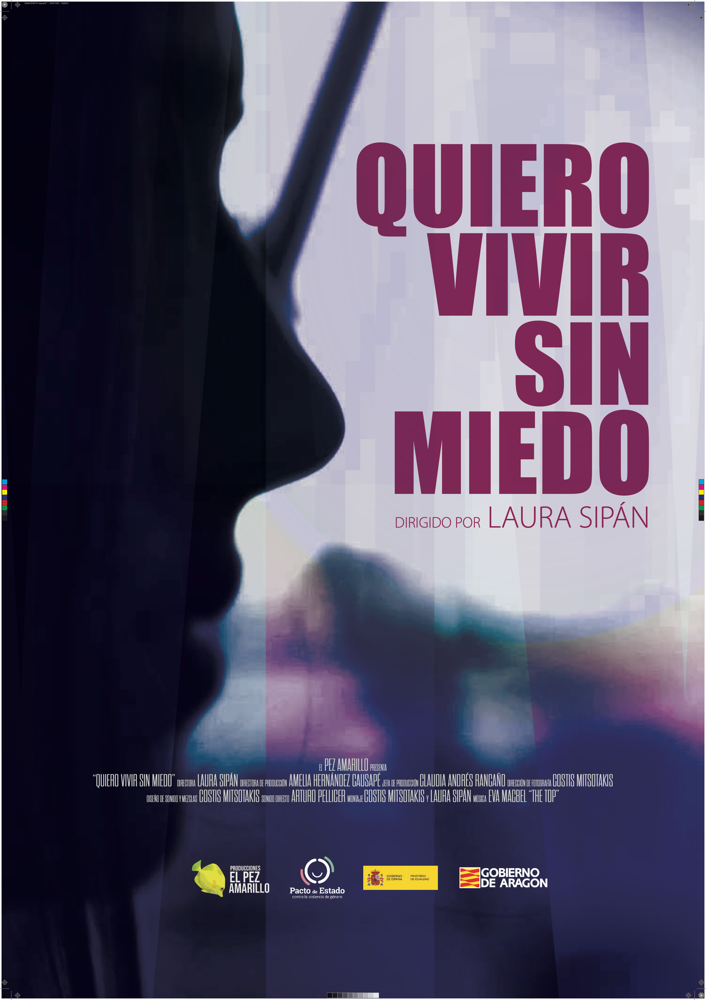 QUIERO
VIVIR
SIN
MIEDO
DIRIGIDO POR LAURA SIPÁN
EL PEZ AMARILLO PRESENTA
“QUIERO VIVIR SIN MIEDO” DIRECTORA LAURA SIPÁN DIRECTORA DE PRODUCCIÓN AMELIA HERNÁNDEZ CAUSAPÉ JEFA DE PRODUCCIÓN CLAUDIA ANDRÉS RANCAÑO DIRECCIÓN DE FOTOGRAFÍA COSTIS MITSOTAKIS
DISEÑO DE SONIDO Y MEZCLAS COSTIS MITSOTAKIS SONIDO DIRECTO ARTURO PELLICER MONTAJE COSTIS MITSOTAKIS Y LAURA SIPÁN MÚSICA EVA MACBEL “THE TOP”
PRODUCCIONES
EL PEZ
AMARILLO
Pacto de Estado
contra la violencia de género
GOBIERNO
DE ESPAÑA
MINISTERIO
DE IGUALDAD
GOBIERNO
DE ARAGON